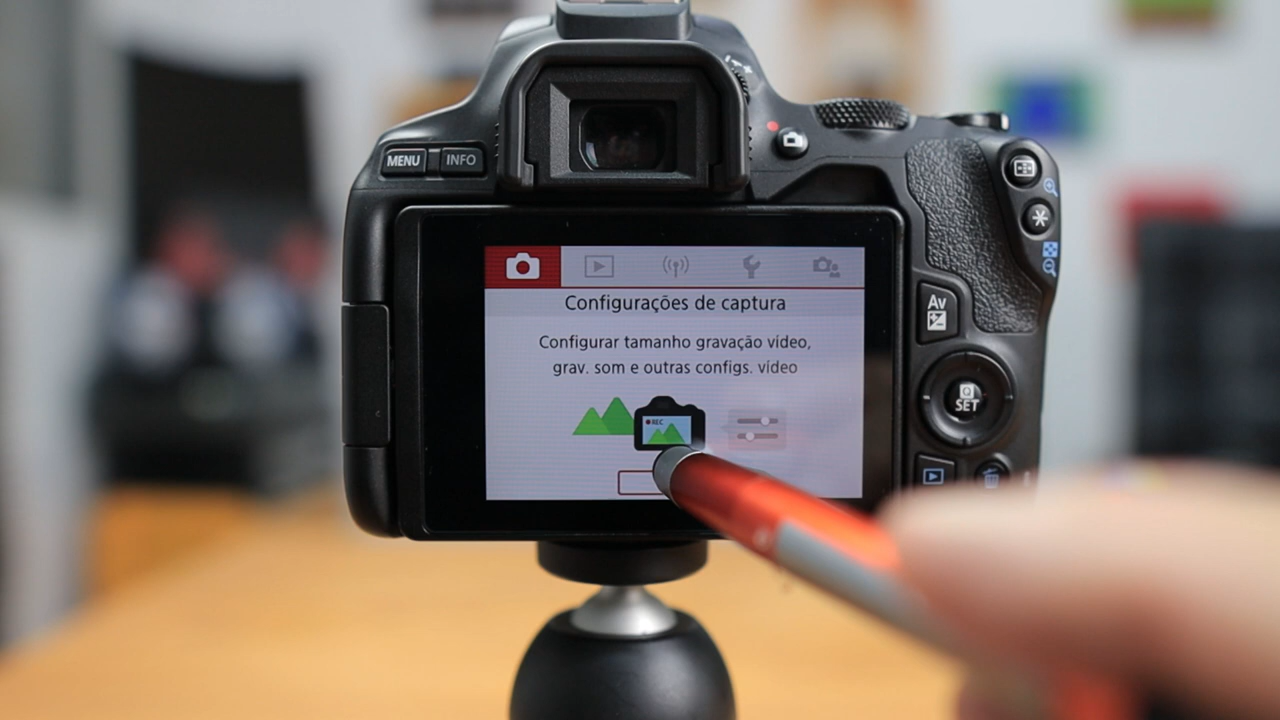 MENU INFO
Configurações de captura
Configurar tamanho gravação vídeo,
grav. som e outras configs. vídeo
REC
Av
Q
SET